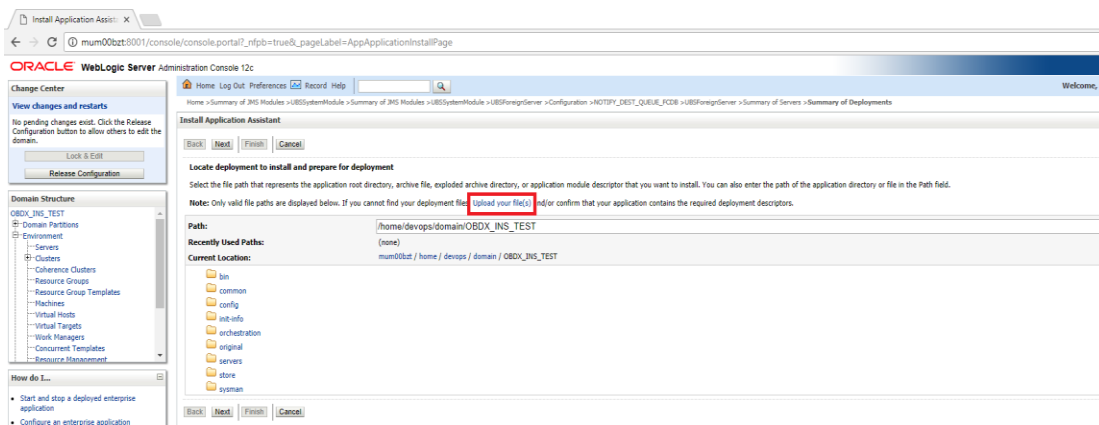 Install Application Assist
mum00bzt:8001/console/console.portal?_nfpb=true&_pageLabel=AppApplicationInstallPage
ORACLE WebLogic Server Administration Console 12c
Change Center
View changes and restarts
No pending changes exist. Click the Release
Configuration button to allow others to edit the
domain.
Lock & Edit
Release Configuration
Domain Structure
OBDX_INS_TEST
Domain Partitions
Environment
Servers
Clusters
Coherence Clusters
Resource Groups
Resource Group Templates
Machines
Virtual Hosts
Virtual Targets
Work Managers
Concurrent Templates
Resource Management
How do I...
Start and stop a deployed enterprise
application
Configure an enterprise application
Home Log Out Preferences Record Help
Welcome,
Home >Summary of JMS Modules >UBSSystemModule >Summary of JMS Modules >UBSSystemModule >UBSForeignServer >Configuration >NOTIFY_DEST_QUEUE_FCDB >UBSForeignServer >Summary of Servers >Summary of Deployments
Install Application Assistant
Back Next Finish Cancel
Locate deployment to install and prepare for deployment
Select the file path that represents the application root directory, archive file, exploded archive directory, or application module descriptor that you want to install. You can also enter the path of the application directory or file in the Path field.
Note: Only valid file paths are displayed below. If you cannot find your deployment files, Upload your file(s) and/or confirm that your application contains the required deployment descriptors.
Path: /home/devops/domain/OBDX_INS_TEST
Recently Used Paths: (none)
Current Location: mum00bzt / home / devops / domain / OBDX_INS_TEST
bin
common
config
init-info
orchestration
original
servers
store
sysman
Back Next Finish Cancel